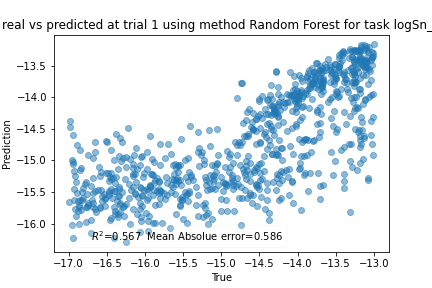 real vs predicted at trial 1 using method Random Forest for task logSn_
Prediction
−13.5
−14.0
−14.5
−15.0
−15.5
−16.0
R²=0.567 Mean Absolue error=0.586
−17.0 −16.5 −16.0 −15.5 −15.0 −14.5 −14.0 −13.5 −13.0
True